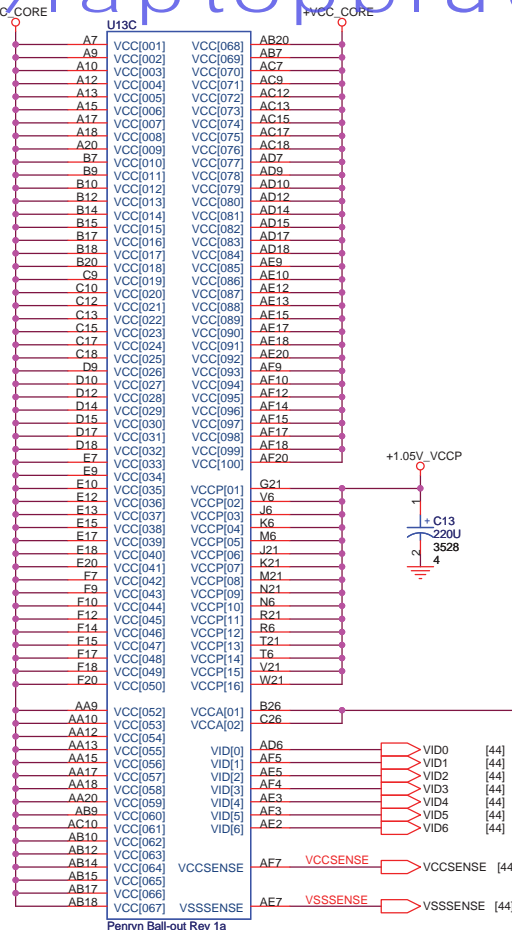 C_CORE
+VCC_CORE
U13C
A7 VCC[001] VCC[068] AB20
A9 VCC[002] VCC[069] AB7
A10 VCC[003] VCC[070] AC7
A12 VCC[004] VCC[071] AC9
A13 VCC[005] VCC[072] AC12
A15 VCC[006] VCC[073] AC13
A17 VCC[007] VCC[074] AC15
A18 VCC[008] VCC[075] AC17
A20 VCC[009] VCC[076] AC18
B7 VCC[010] VCC[077] AD7
B9 VCC[011] VCC[078] AD9
B10 VCC[012] VCC[079] AD10
B12 VCC[013] VCC[080] AD12
B14 VCC[014] VCC[081] AD14
B15 VCC[015] VCC[082] AD15
B17 VCC[016] VCC[083] AD17
B18 VCC[017] VCC[084] AD18
B20 VCC[018] VCC[085] AE9
C9 VCC[019] VCC[086] AE10
C10 VCC[020] VCC[087] AE12
C12 VCC[021] VCC[088] AE13
C13 VCC[022] VCC[089] AE15
C15 VCC[023] VCC[090] AE17
C17 VCC[024] VCC[091] AE18
C18 VCC[025] VCC[092] AE20
D9 VCC[026] VCC[093] AF9
D10 VCC[027] VCC[094] AF10
D12 VCC[028] VCC[095] AF12
D14 VCC[029] VCC[096] AF14
D15 VCC[030] VCC[097] AF15
D17 VCC[031] VCC[098] AF17
D18 VCC[032] VCC[099] AF18
E7 VCC[033] VCC[100] AF20
+1.05V_VCCP
E9 VCC[034]
E10 VCC[035] VCCP[01] G21
E12 VCC[036] VCCP[02] V6
E13 VCC[037] VCCP[03] J6
E15 VCC[038] VCCP[04] K6
E17 VCC[039] VCCP[05] M6
E18 VCC[040] VCCP[06] J21
E20 VCC[041] VCCP[07] K21
F7 VCC[042] VCCP[08] M21
F9 VCC[043] VCCP[09] N21
F10 VCC[044] VCCP[10] N6
F12 VCC[045] VCCP[11] R21
F14 VCC[046] VCCP[12] R6
F15 VCC[047] VCCP[13] T21
F17 VCC[048] VCCP[14] T6
F18 VCC[049] VCCP[15] V21
F20 VCC[050] VCCP[16] W21
1
+ C13
220U
3528
4
2
AA9 VCC[052] VCCA[01] B26
AA10 VCC[053] VCCA[02] C26
AA12 VCC[054]
AA13 VCC[055] VID[0] AD6 VID0 [44]
AA15 VCC[056] VID[1] AF5 VID1 [44]
AA17 VCC[057] VID[2] AE5 VID2 [44]
AA18 VCC[058] VID[3] AF4 VID3 [44]
AA20 VCC[059] VID[4] AE3 VID4 [44]
AB9 VCC[060] VID[5] AF3 VID5 [44]
AC10 VCC[061] VID[6] AE2 VID6 [44]
AB10 VCC[062]
AB12 VCC[063]
AB14 VCC[064] VCCSENSE AF7 VCCSENSE VCCSENSE [44
AB15 VCC[065]
AB17 VCC[066]
AB18 VCC[067] VSSSENSE AE7 VSSSENSE VSSSENSE [44]
Penryn Ball-out Rev 1a